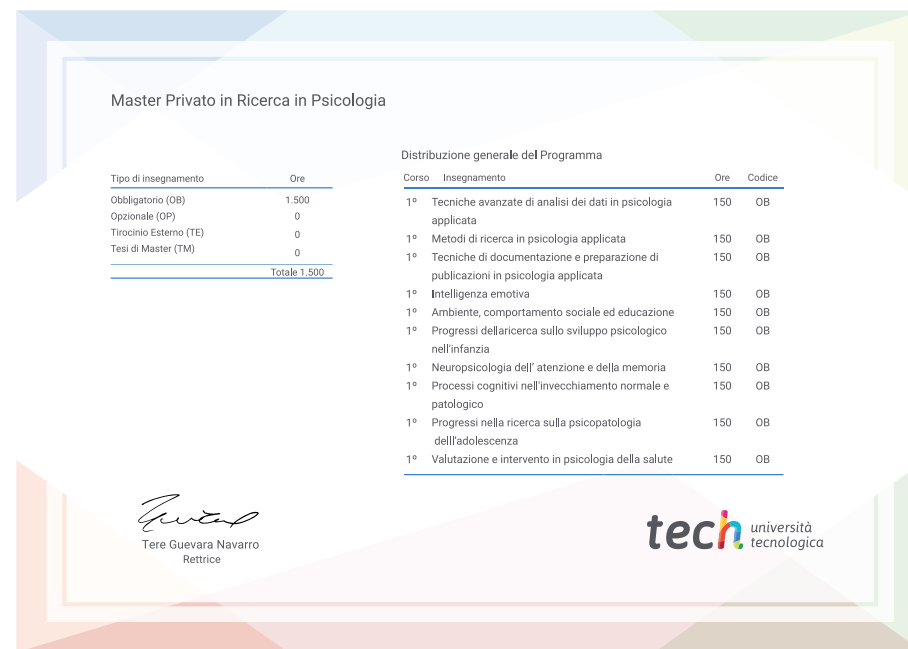 Master Privato in Ricerca in Psicologia
Tipo di insegnamento Ore
Obbligatorio (OB) 1.500
Opzionale (OP) 0
Tirocinio Esterno (TE) 0
Tesi di Master (TM) 0
Totale 1.500
Distribuzione generale del Programma
Corso Insegnamento Ore Codice
1º Tecniche avanzate di analisi dei dati in psicologia 150 OB
applicata
1º Metodi di ricerca in psicologia applicata 150 OB
1º Tecniche di documentazione e preparazione di 150 OB
publicazioni in psicologia applicata
1º Intelligenza emotiva 150 OB
1º Ambiente, comportamento sociale ed educazione 150 OB
1º Progressi dellaricerca sullo sviluppo psicologico 150 OB
nell'infanzia
1º Neuropsicologia dell' atenzione e della memoria 150 OB
1º Processi cognitivi nell'invecchiamento normale e 150 OB
patologico
1º Progressi nella ricerca sulla psicopatologia 150 OB
delll'adolescenza
1º Valutazione e intervento in psicologia della salute 150 OB
Tere Guevara Navarro
Rettrice
tech università
tecnologica